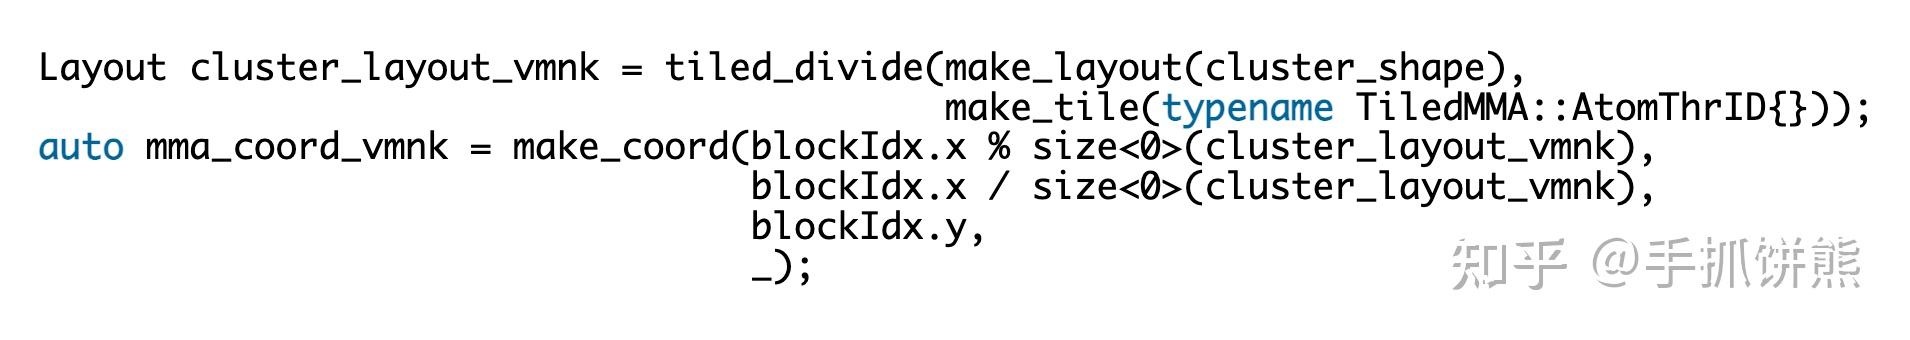 Layout cluster_layout_vmnk = tiled_divide(make_layout(cluster_shape),
make_tile(typename TiledMMA::AtomThrID{}));
auto mma_coord_vmnk = make_coord(blockIdx.x % size<0>(cluster_layout_vmnk),
blockIdx.x / size<0>(cluster_layout_vmnk),
blockIdx.y,
_);
知乎 @手抓饼熊